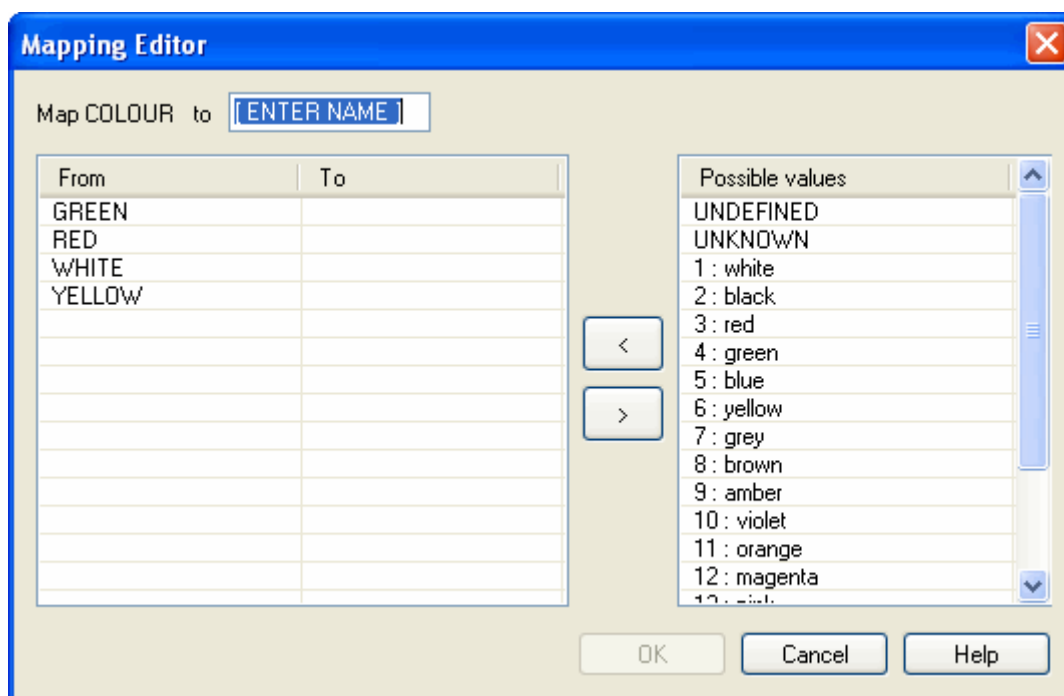 Mapping Editor
Map COLOUR to [ ENTER NAME ]
From To
GREEN
RED
WHITE
YELLOW
<
>
Possible values
UNDEFINED
UNKNOWN
1 : white
2 : black
3 : red
4 : green
5 : blue
6 : yellow
7 : grey
8 : brown
9 : amber
10 : violet
11 : orange
12 : magenta
OK Cancel Help